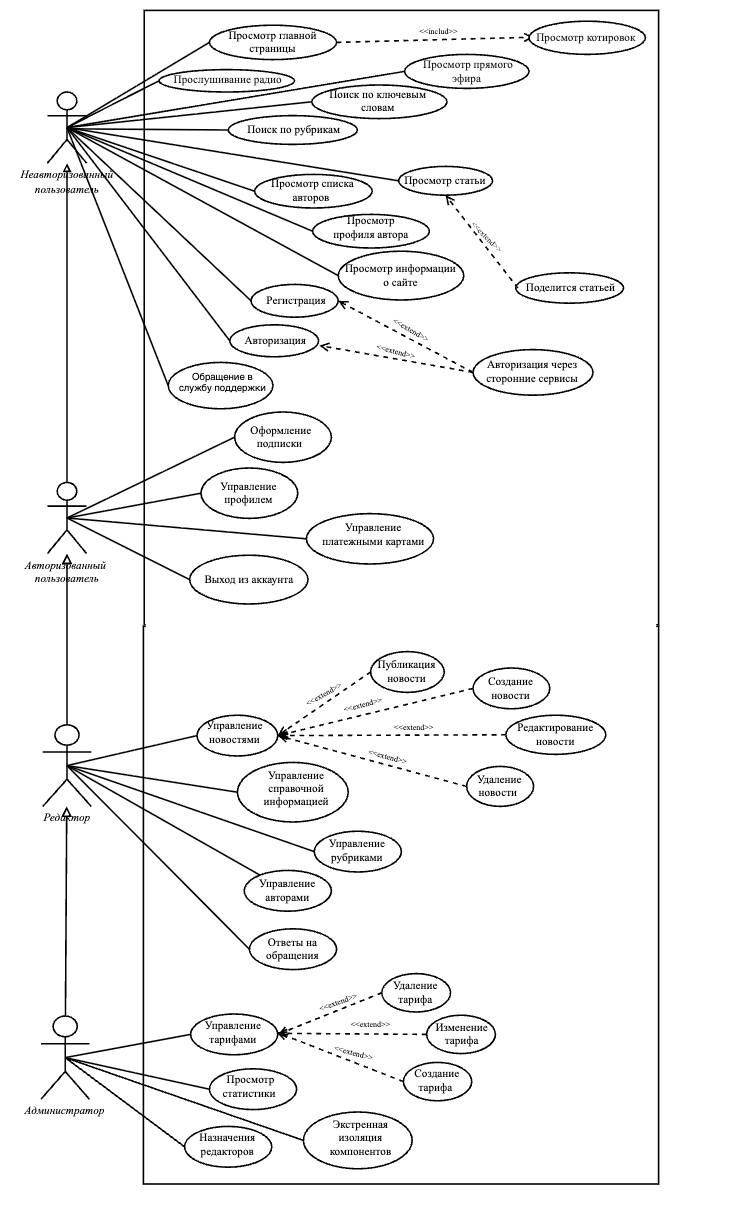 Просмотр главной
страницы
<<includ>>
Просмотр котировок
Прослушивание радио
Просмотр прямого
эфира
Поиск по ключевым
словам
Поиск по рубрикам
Неавторизованный
пользователь
Просмотр статьи
Просмотр списка
авторов
Просмотр
профиля автора
<<extend>>
Просмотр информации
о сайте
Поделится статьей
Регистрация
<<extend>>
Авторизация
<<extend>>
Авторизация через
сторонние сервисы
Обращение в
службу поддержки
Оформление
подписки
Управление
профилем
Управление
платежными картами
Авторизованный
пользователь
Выход из аккаунта
Публикация
новости
<<extend>>
Создание
новости
<<extend>>
Управление
новостями
<<extend>>
Редактирование
новости
<<extend>>
Удаление
новости
Управление
справочной
информацией
Редактор
Управление
рубриками
Управление
авторами
Ответы на
обращения
Удаление
тарифа
<<extend>>
Управление
тарифами
<<extend>>
Изменение
тарифа
<<extend>>
Создание
тарифа
Просмотр
статистики
Администратор
Экстренная
изоляция
компонентов
Назначения
редакторов